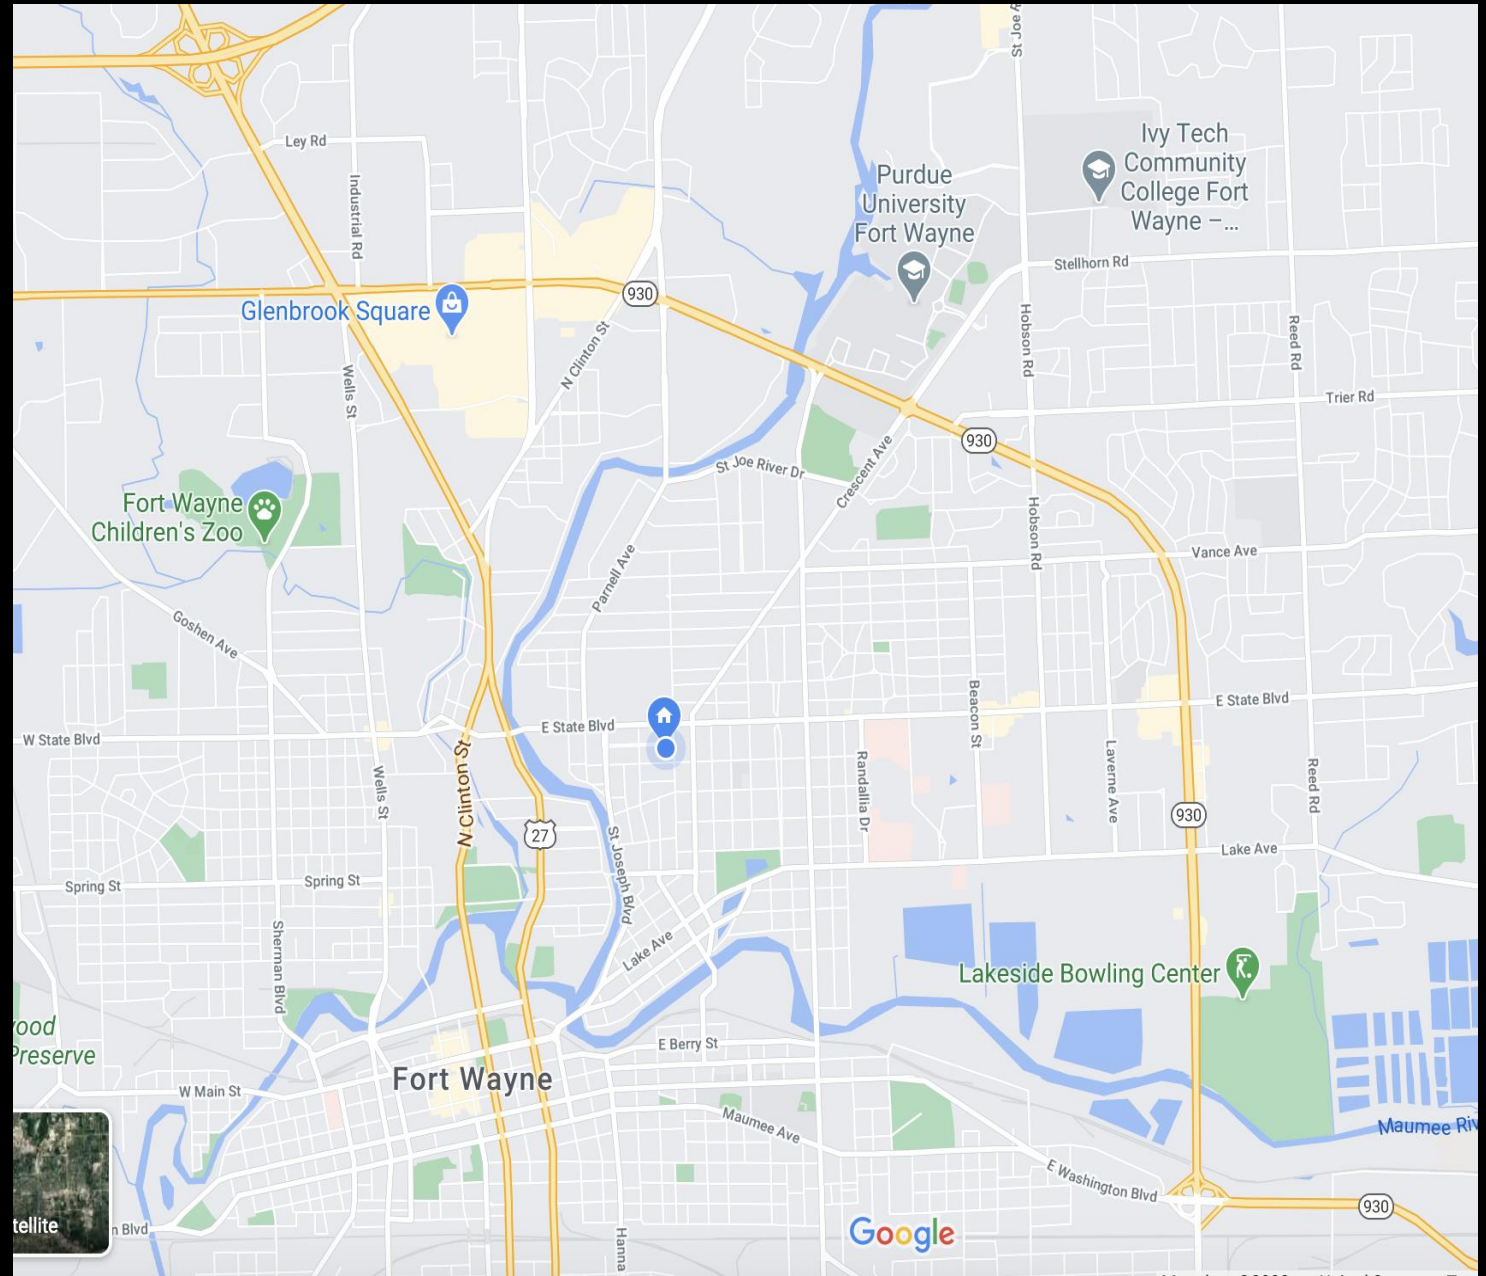 St Joe
Ley Rd
Industrial Rd
Ivy Tech
Community
College Fort
Wayne –...
Purdue
University
Fort Wayne
Stellhorn Rd
930
Glenbrook Square
N Clinton St
Wells St
Hobson Rd
Reed Rd
Trier Rd
930
Crescent Ave
St Joe River Dr
Fort Wayne
Children's Zoo
Hobson Rd
Vance Ave
Parnell Ave
Goshen Ave
E State Blvd
Beacon St
E State Blvd
W State Blvd
N Clinton St
Wells St
Randallia Dr
Laverne Ave
Reed Rd
27
930
St Joseph Blvd
Lake Ave
Spring St
Spring St
Sherman Blvd
Lake Ave
Lakeside Bowling Center
ood
Preserve
E Berry St
Fort Wayne
W Main St
Maumee Ave
Maumee Riv
E Washington Blvd
930
tellite
n Blvd
Hanna
Google